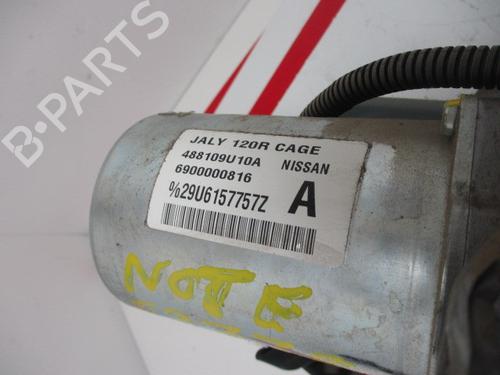 B-PARTS
JALY 120R CAGE
488109U10A NISSAN
6900000816
%29U6157757Z A
NOTE